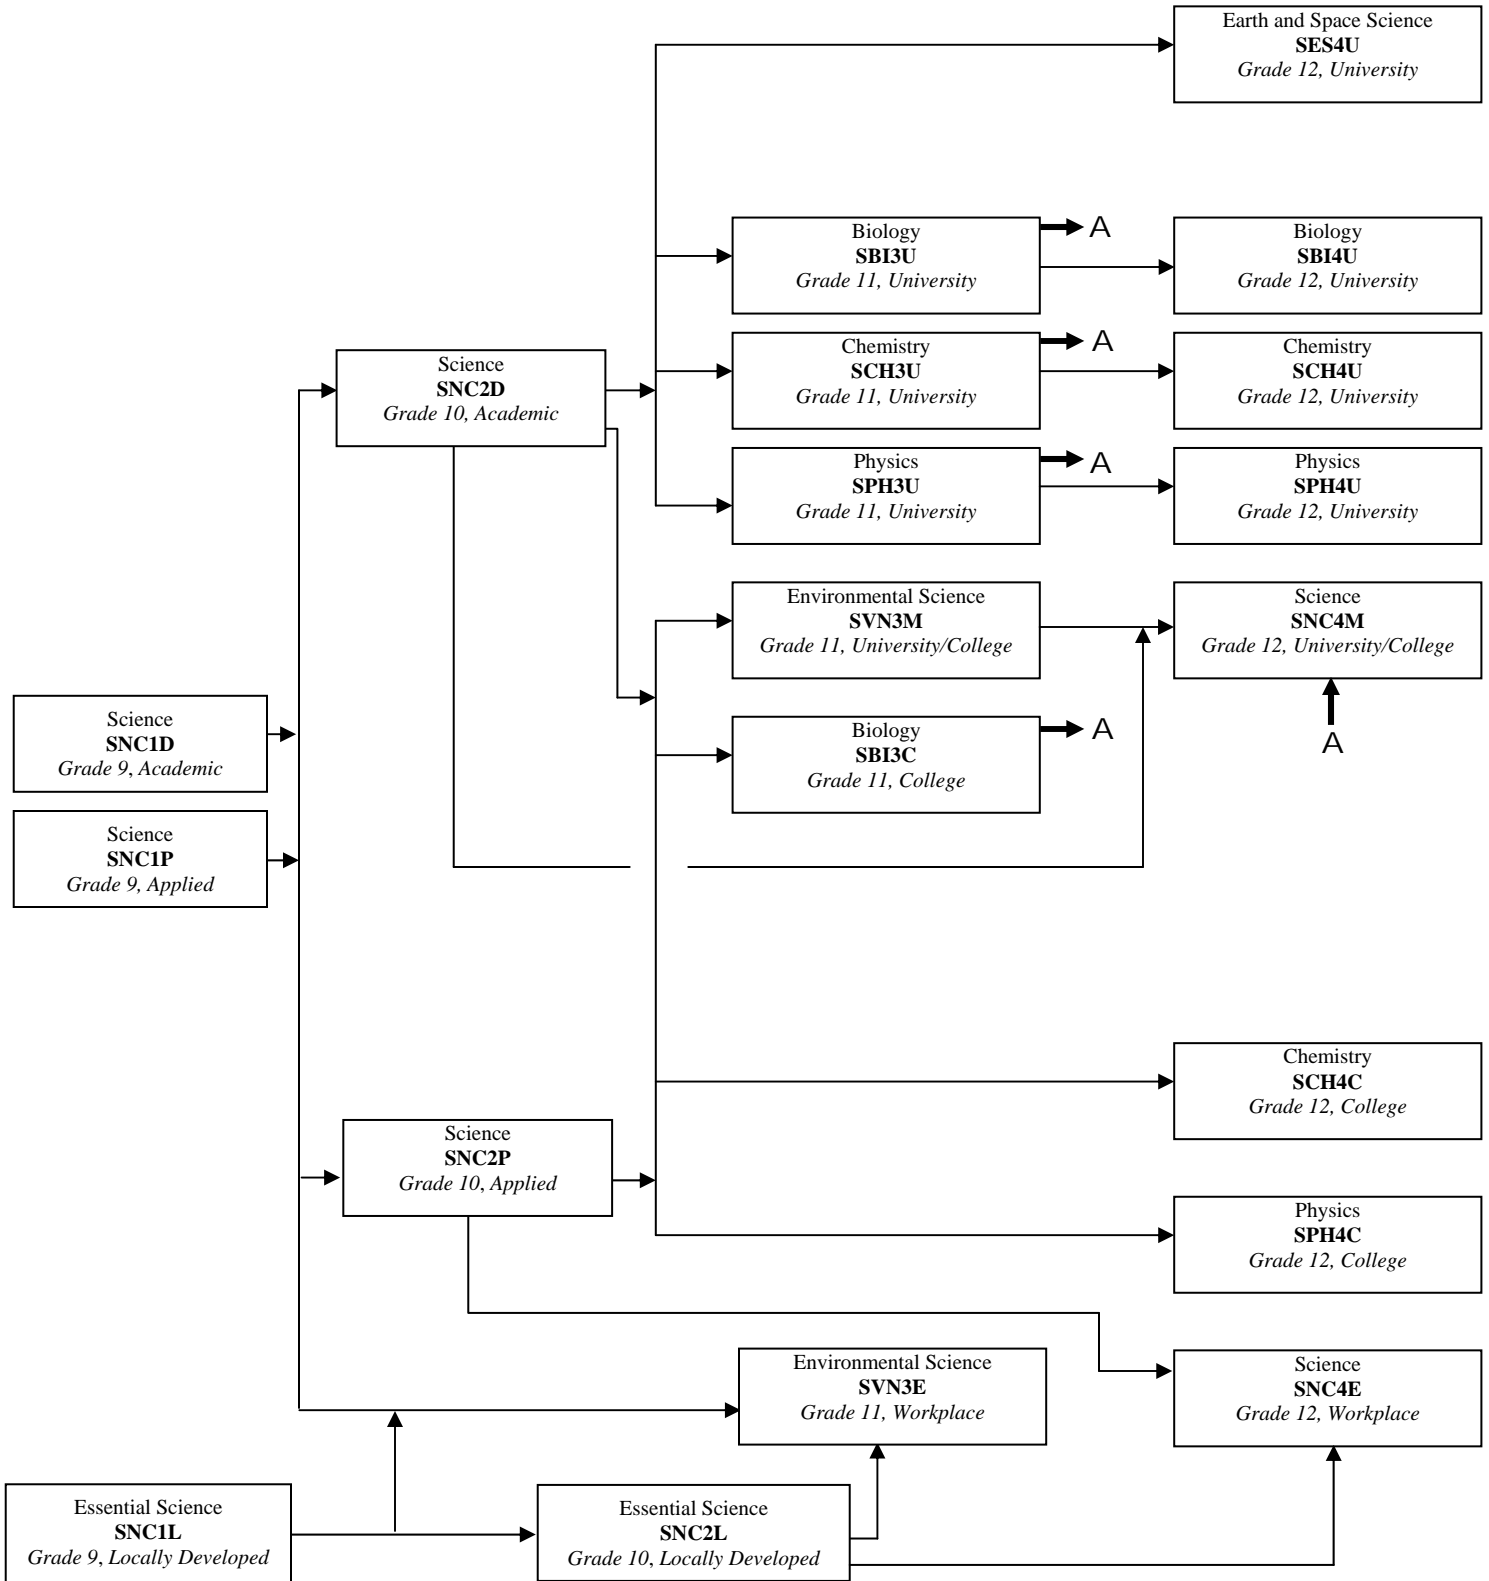 Earth and Space Science
SES4U
Grade 12, University
Biology
SBI3U
Grade 11, University
A
Biology
SBI4U
Grade 12, University
Science
SNC2D
Grade 10, Academic
Chemistry
SCH3U
Grade 11, University
A
Chemistry
SCH4U
Grade 12, University
Physics
SPH3U
Grade 11, University
A
Physics
SPH4U
Grade 12, University
Environmental Science
SVN3M
Grade 11, University/College
Science
SNC4M
Grade 12, University/College
Science
SNC1D
Grade 9, Academic
Biology
SBI3C
Grade 11, College
A
A
Science
SNC1P
Grade 9, Applied
Chemistry
SCH4C
Grade 12, College
Science
SNC2P
Grade 10, Applied
Physics
SPH4C
Grade 12, College
Environmental Science
SVN3E
Grade 11, Workplace
Science
SNC4E
Grade 12, Workplace
Essential Science
SNC1L
Grade 9, Locally Developed
Essential Science
SNC2L
Grade 10, Locally Developed